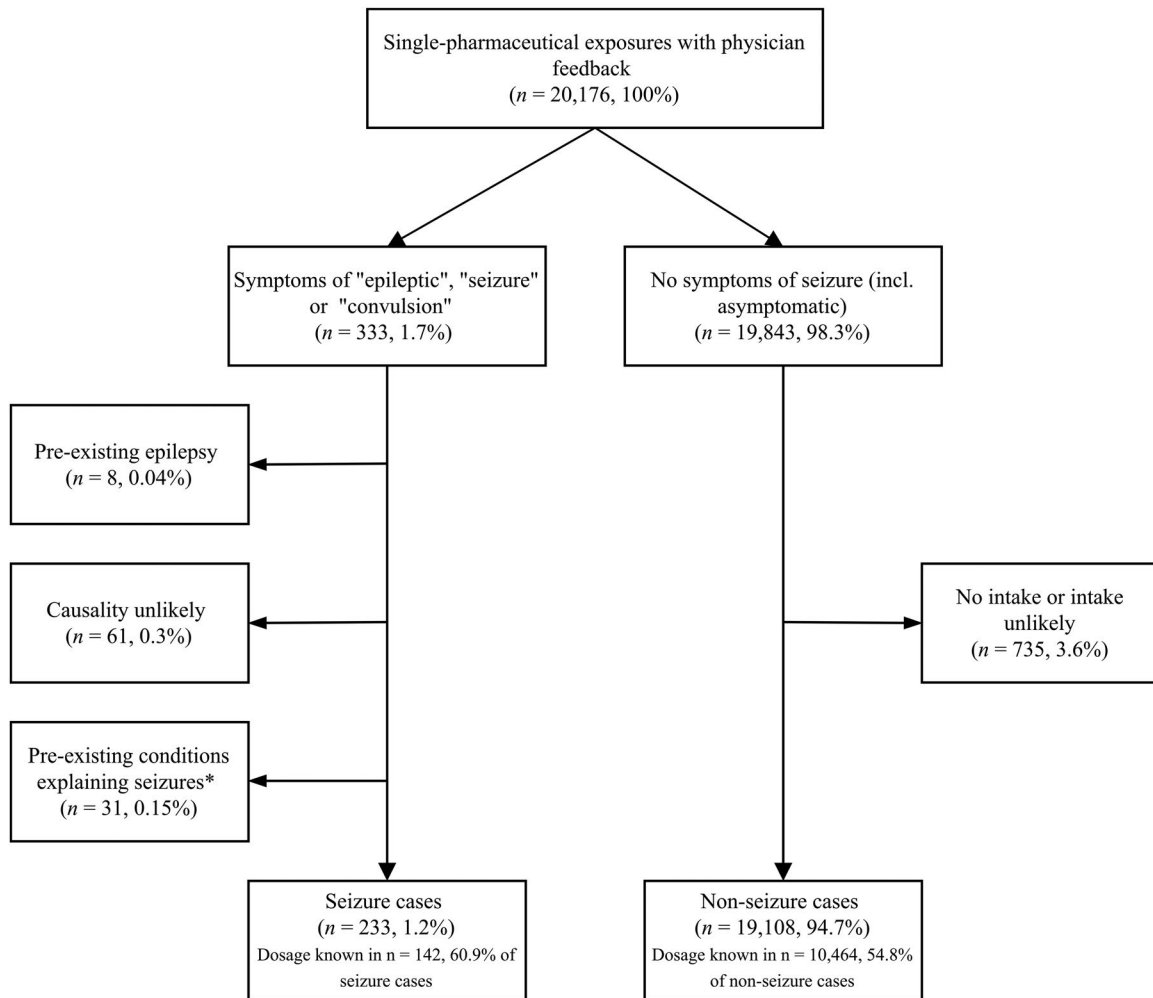 Single-pharmaceutical exposures with physician
feedback
(n = 20,176, 100%)
Symptoms of "epileptic", "seizure"
or "convulsion"
(n = 333, 1.7%)
No symptoms of seizure (incl.
asymptomatic)
(n = 19,843, 98.3%)
Pre-existing epilepsy
(n = 8, 0.04%)
Causality unlikely
(n = 61, 0.3%)
No intake or intake
unlikely
(n = 735, 3.6%)
Pre-existing conditions
explaining seizures*
(n = 31, 0.15%)
Seizure cases
(n = 233, 1.2%)
Dosage known in n = 142, 60.9% of
seizure cases
Non-seizure cases
(n = 19,108, 94.7%)
Dosage known in n = 10,464, 54.8%
of non-seizure cases